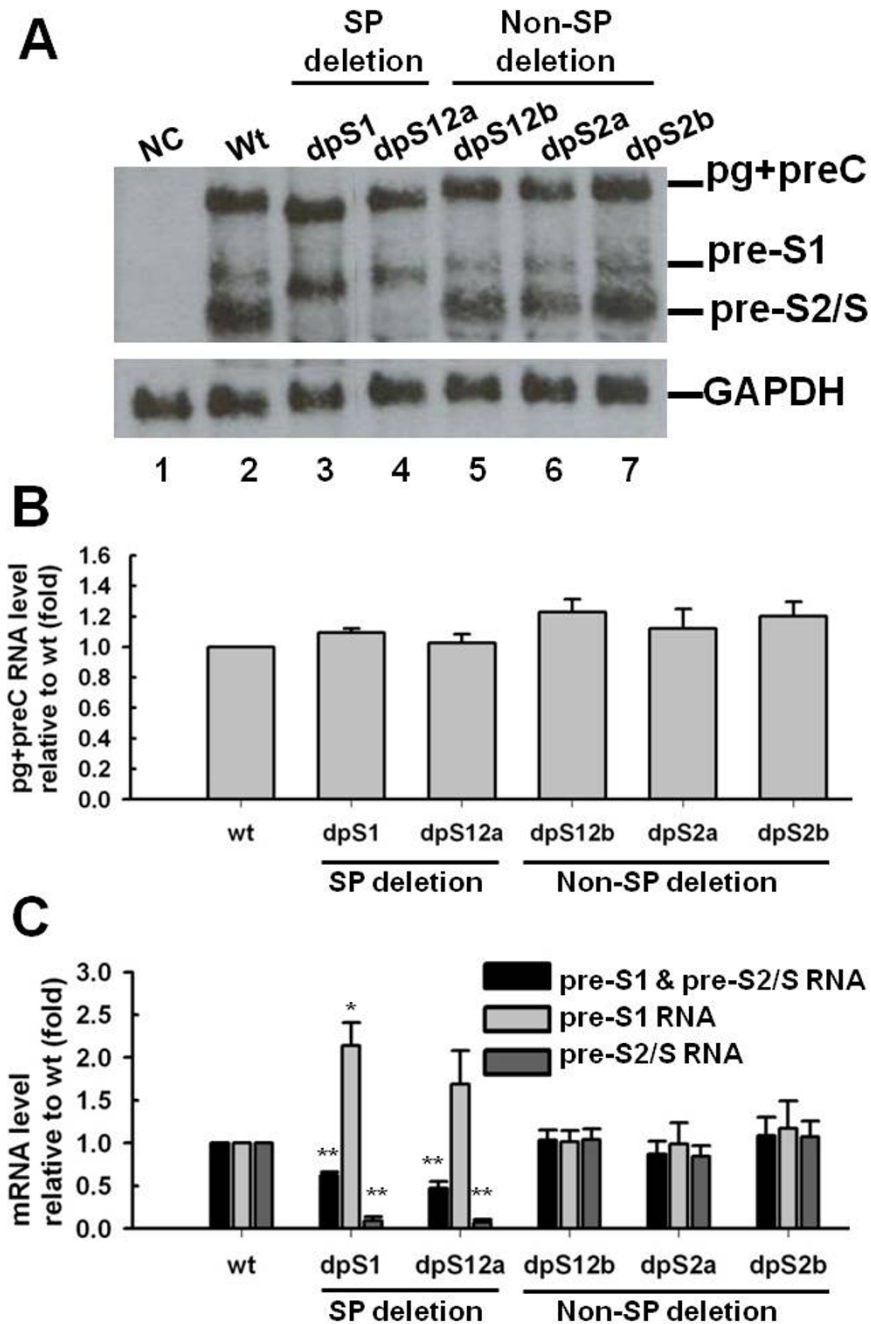 A
SP deletion
Non-SP deletion
NC Wt dpS1 dpS12a dpS12b dpS2a dpS2b
pg+preC
pre-S1
pre-S2/S
GAPDH
1 2 3 4 5 6 7
B
pg+preC RNA level
relative to wt (fold)
1.6
1.4
1.2
1.0
0.8
0.6
0.4
0.2
0.0
wt dpS1 dpS12a dpS12b dpS2a dpS2b
SP deletion Non-SP deletion
C
mRNA level
relative to wt (fold)
3.0
2.5
2.0
1.5
1.0
0.5
0.0
pre-S1 & pre-S2/S RNA
pre-S1 RNA
pre-S2/S RNA
*
** **
** **
wt dpS1 dpS12a dpS12b dpS2a dpS2b
SP deletion Non-SP deletion